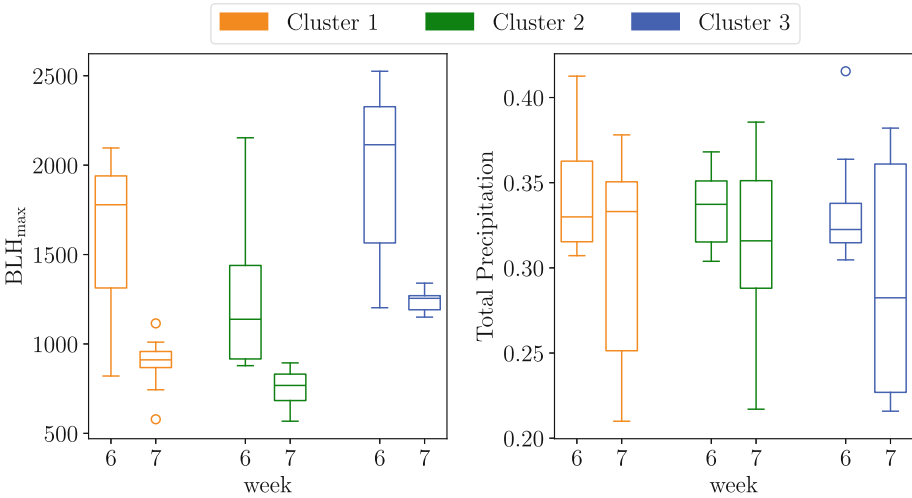 Cluster 1 Cluster 2 Cluster 3
BLHmax
2500
2000
1500
1000
500
6 7 6 7 6 7
week
Total Precipitation
0.40
0.35
0.30
0.25
0.20
6 7 6 7 6 7
week